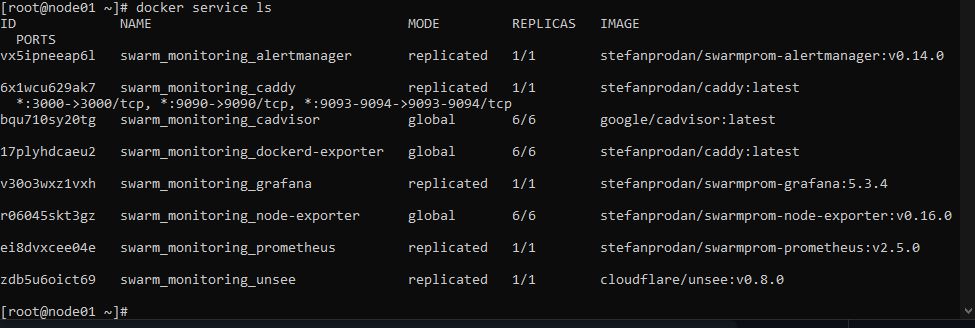 [root@node01 ~]# docker service ls
ID NAME MODE REPLICAS IMAGE
PORTS
vx5ipneeap6l swarm_monitoring_alertmanager replicated 1/1 stefanprodan/swarmprom-alertmanager:v0.14.0
6x1wcu629ak7 swarm_monitoring_caddy replicated 1/1 stefanprodan/caddy:latest
*:3000->3000/tcp, *:9090->9090/tcp, *:9093-9094->9093-9094/tcp
bqu710sy20tg swarm_monitoring_cadvisor global 6/6 google/cadvisor:latest
17plyhdcaeu2 swarm_monitoring_dockerd-exporter global 6/6 stefanprodan/caddy:latest
v30o3wxz1vxh swarm_monitoring_grafana replicated 1/1 stefanprodan/swarmprom-grafana:5.3.4
r06045skt3gz swarm_monitoring_node-exporter global 6/6 stefanprodan/swarmprom-node-exporter:v0.16.0
ei8dvxcee04e swarm_monitoring_prometheus replicated 1/1 stefanprodan/swarmprom-prometheus:v2.5.0
zdb5u6oict69 swarm_monitoring_unsee replicated 1/1 cloudflare/unsee:v0.8.0
[root@node01 ~]#